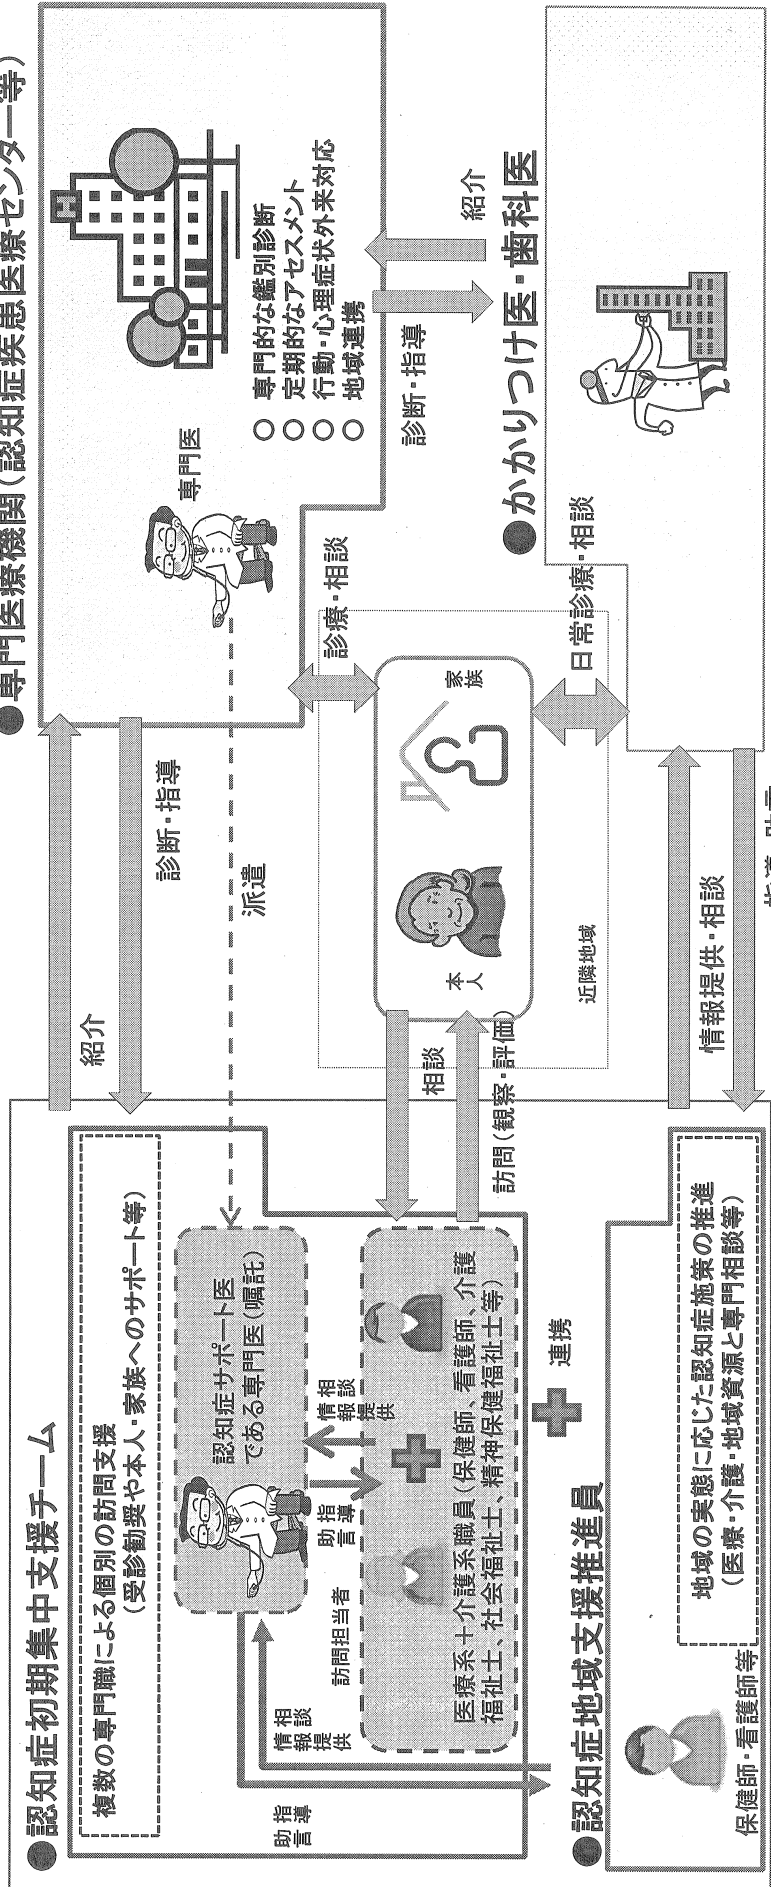 ●認知症初期集中支援チーム
複数の専門職による個別の訪問支援
(受診勧奨や本人・家族へのサポート等)
認知症サポート医
である専門医(嘱託)
情報提供
相談
助言
指導
訪問担当者
医療系+介護系職員(保健師、看護師、介護
福祉士、社会福祉士、精神保健福祉士等)
情報提供
相談
助言
指導
連携
●認知症地域支援推進員
地域の実態に応じた認知症施策の推進
(医療・介護・地域資源と専門相談等)
保健師・看護師等
紹介
診断・指導
派遣
相談
訪問(観察・評価)
情報提供・相談
本人
家族
近隣地域
診療・相談
日常診療・相談
●専門医療機関(認知症疾患医療センター等)
H
専門医
○ 専門的な鑑別診断
○ 定期的なアセスメント
○ 行動・心理症状外来対応
○ 地域連携
診断・指導
紹介
●かかりつけ医・歯科医